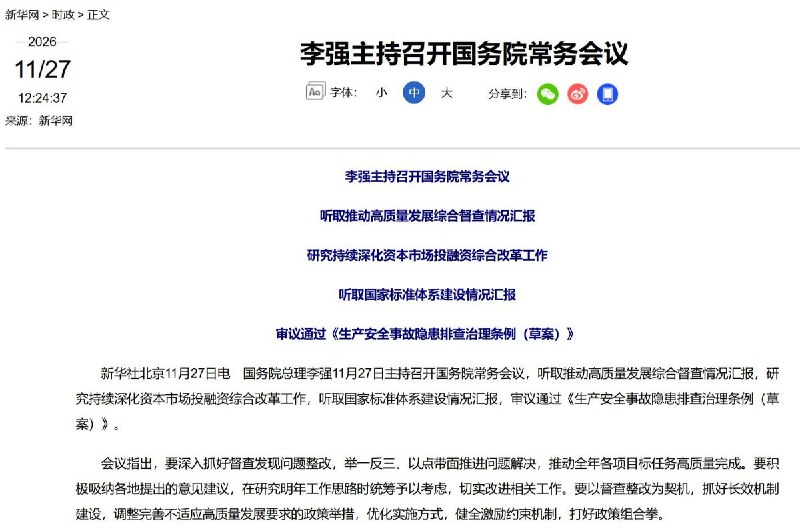 新华网 > 时政 > 正文
2026
11/27
12:24:37
来源：新华网
李强主持召开国务院常务会议
Aa 字体： 小 中 大 分享到：
李强主持召开国务院常务会议
听取推动高质量发展综合督查情况汇报
研究持续深化资本市场投融资综合改革工作
听取国家标准体系建设情况汇报
审议通过《生产安全事故隐患排查治理条例（草案）》
新华社北京11月27日电　国务院总理李强11月27日主持召开国务院常务会议，听取推动高质量发展综合督查情况汇报，研
究持续深化资本市场投融资综合改革工作，听取国家标准体系建设情况汇报，审议通过《生产安全事故隐患排查治理条例（草
案）》。
会议指出，要深入抓好督查发现问题整改，举一反三、以点带面推进问题解决，推动全年各项目标任务高质量完成。要积
极吸纳各地提出的意见建议，在研究明年工作思路时统筹予以考虑，切实改进相关工作。要以督查整改为契机，抓好长效机制
建设，调整完善不适应高质量发展要求的政策举措，优化实施方式，健全激励约束机制，打好政策组合拳。